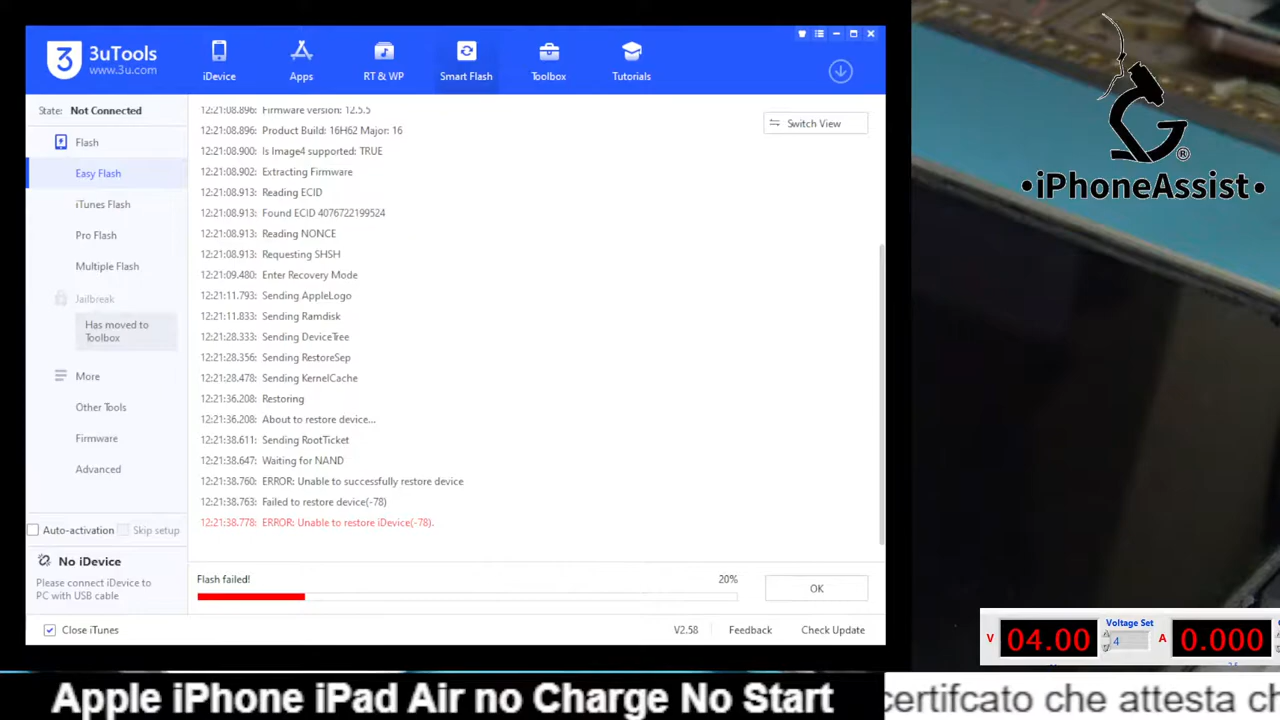 3uTools
www.3u.com
iDevice
Apps
RT & WP
Smart Flash
Toolbox
Tutorials
State: Not Connected
Flash
Easy Flash
iTunes Flash
Pro Flash
Multiple Flash
Jailbreak
Has moved to
Toolbox
More
Other Tools
Firmware
Advanced
Auto-activation
Skip setup
No iDevice
Please connect iDevice to
PC with USB cable
Close iTunes
12:21:08.896: Firmware version: 12.5.5
12:21:08.896: Product Build: 16H62 Major: 16
12:21:08.900: Is Image4 supported: TRUE
12:21:08.902: Extracting Firmware
12:21:08.913: Reading ECID
12:21:08.913: Found ECID 4076722199524
12:21:08.913: Reading NONCE
12:21:08.913: Requesting SHSH
12:21:09.480: Enter Recovery Mode
12:21:11.793: Sending AppleLogo
12:21:11.833: Sending Ramdisk
12:21:28.333: Sending DeviceTree
12:21:28.356: Sending RestoreSep
12:21:28.478: Sending KernelCache
12:21:36.208: Restoring
12:21:36.208: About to restore device...
12:21:38.611: Sending RootTicket
12:21:38.647: Waiting for NAND
12:21:38.760: ERROR: Unable to successfully restore device
12:21:38.763: Failed to restore device(-78)
12:21:38.778: ERROR: Unable to restore iDevice(-78).
Switch View
Flash failed!
20%
OK
V2.58
Feedback
Check Update
•iPhoneAssist•
®
Voltage Set
V 04.00
4
A 0.000
Apple iPhone iPad Air no Charge No Start
certifcato che attesta ch